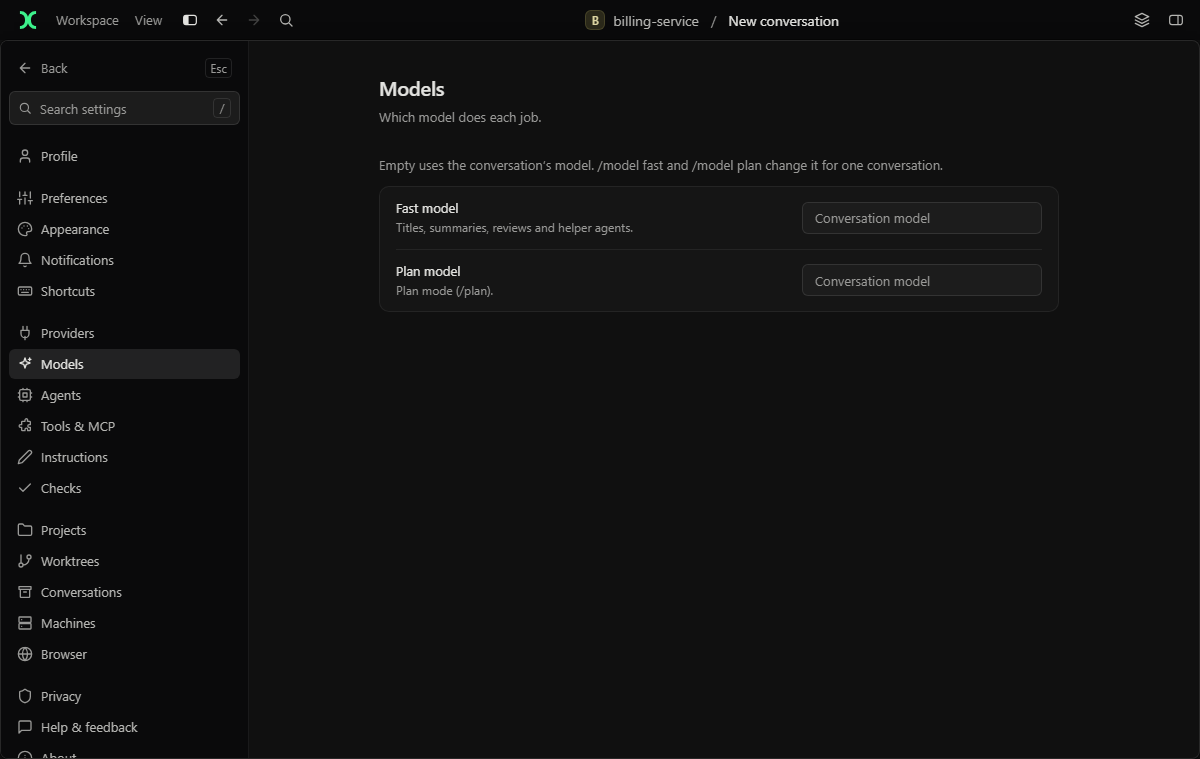 Workspace View
B billing-service / New conversation
Back Esc
Search settings /
Profile
Preferences
Appearance
Notifications
Shortcuts
Providers
Models
Agents
Tools & MCP
Instructions
Checks
Projects
Worktrees
Conversations
Machines
Browser
Privacy
Help & feedback
About
Models
Which model does each job.
Empty uses the conversation's model. /model fast and /model plan change it for one conversation.
Fast model
Titles, summaries, reviews and helper agents.
Conversation model
Plan model
Plan mode (/plan).
Conversation model